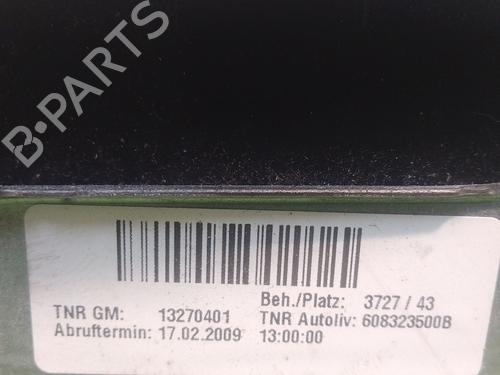 B-PARTS
Beh./Platz: 3727 / 43
TNR GM: 13270401 TNR Autoliv: 608323500B
Abruftermin: 17.02.2009 13:00:00